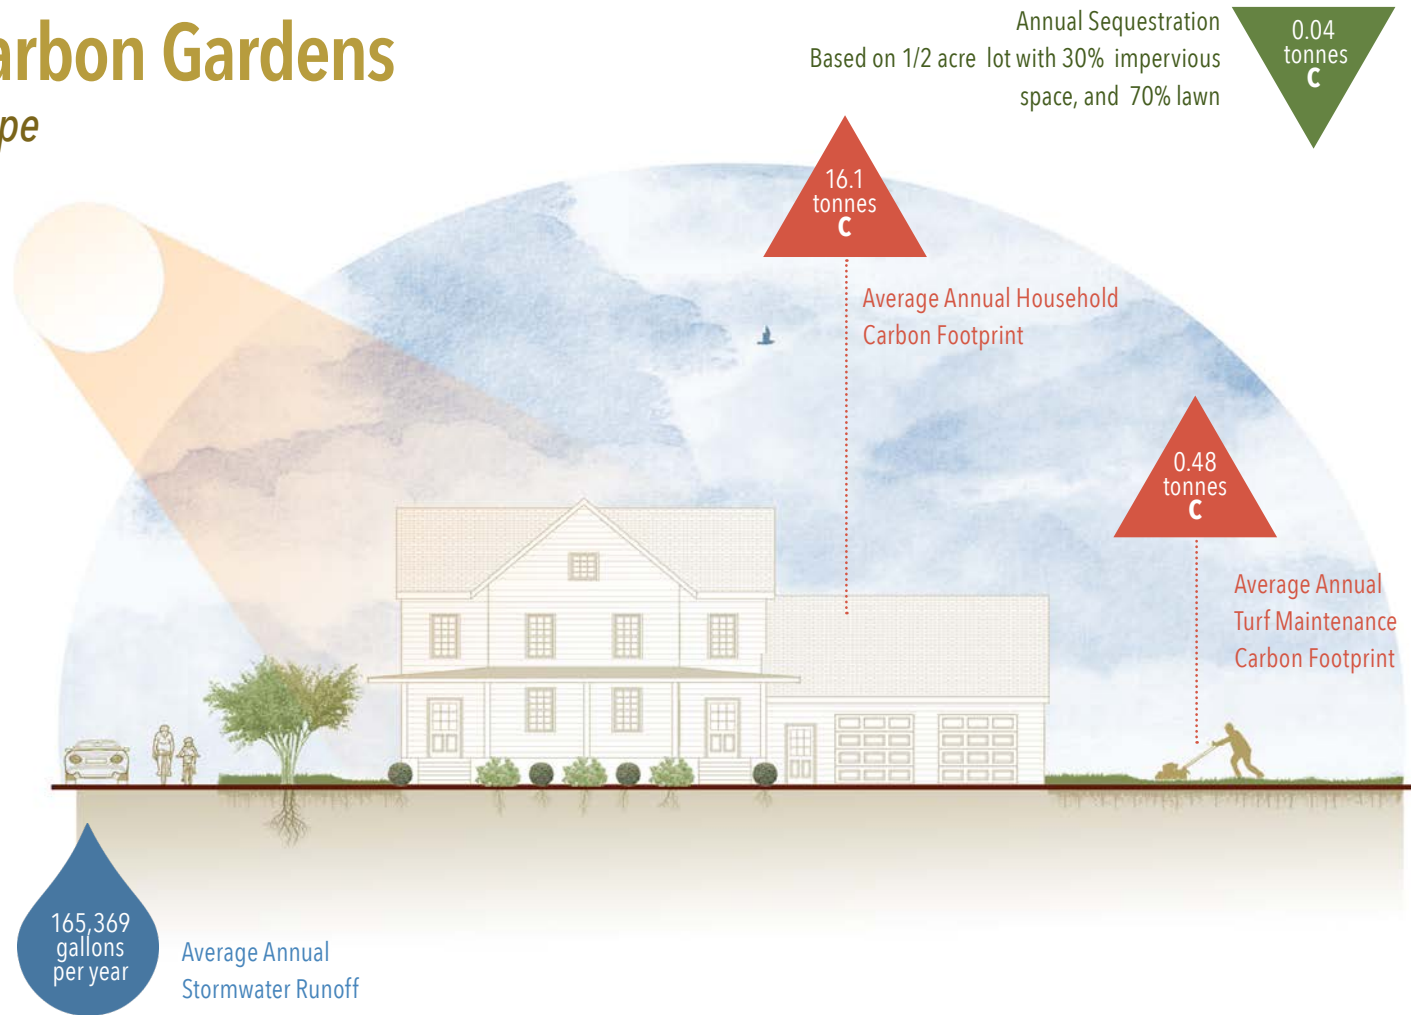 arbon Gardens
pe
Annual Sequestration
Based on 1/2 acre lot with 30% impervious
space, and 70% lawn
0.04
tonnes
C
16.1
tonnes
C
Average Annual Household
Carbon Footprint
0.48
tonnes
C
Average Annual
Turf Maintenance
Carbon Footprint
165,369
gallons
per year
Average Annual
Stormwater Runoff